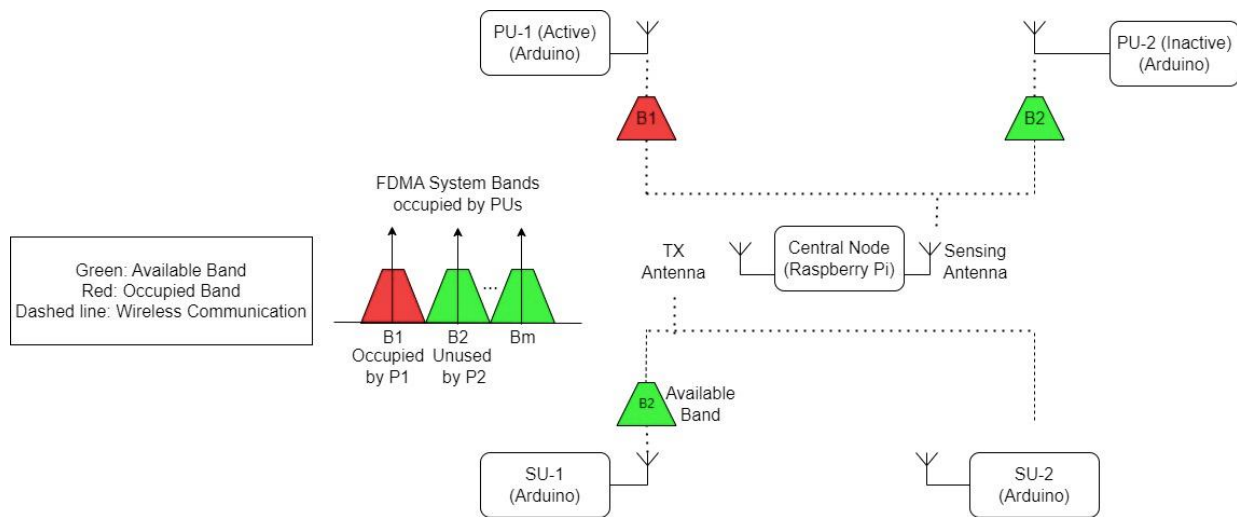 PU-1 (Active)
(Arduino)
PU-2 (Inactive)
(Arduino)
B1
B2
FDMA System Bands
occupied by PUs
Green: Available Band
Red: Occupied Band
Dashed line: Wireless Communication
...
B1
Occupied
by P1
B2
Unused
by P2
Bm
TX
Antenna
Central Node
(Raspberry Pi)
Sensing
Antenna
B2
Available
Band
SU-1
(Arduino)
SU-2
(Arduino)